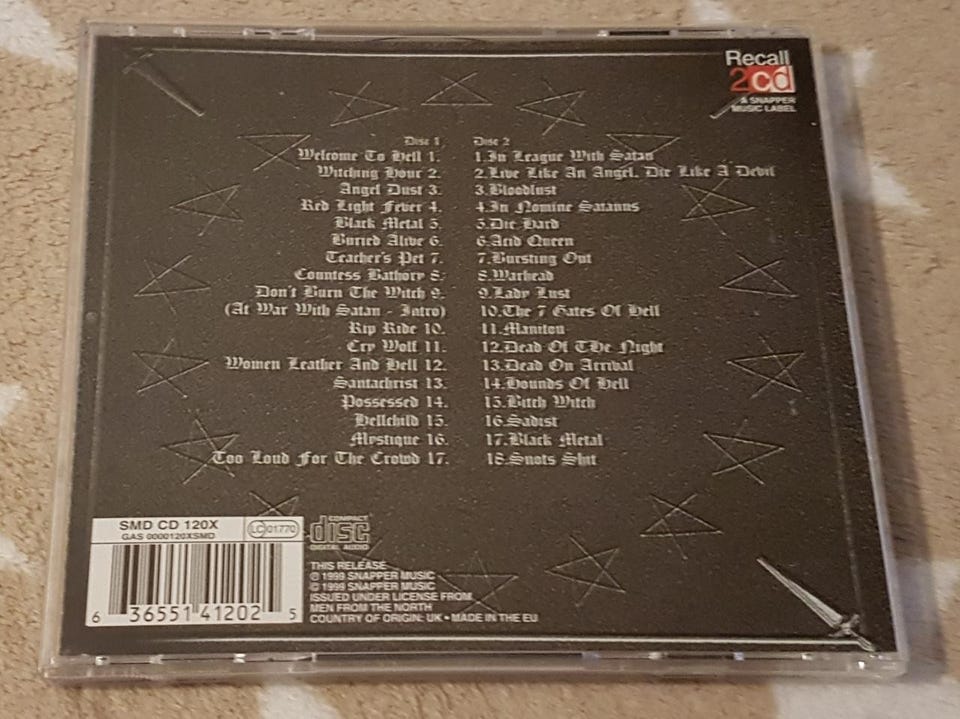 Recall
2cd
A SNAPPER
MUSIC LABEL
Disc 1
Welcome To Hell 1.
Witching Hour 2.
Angel Dust 3.
Red Light Fever 4.
Black Metal 5.
Buried Alive 6.
Teacher's Pet 7.
Countess Bathory 8.
Don't Burn The Witch 9.
(At War With Satan - Intro)
Rip Ride 10.
Cry Wolf 11.
Women Leather And Hell 12.
Santachrist 13.
Possessed 14.
Hellchild 15.
Mystique 16.
Too Loud For The Crowd 17.
Disc 2
1.In League With Satan
2.Live Like An Angel, Die Like A Devil
3.Bloodlust
4.In Nomine Satanus
5.Die Hard
6.Acid Queen
7.Bursting Out
8.Warhead
9.Lady Lust
10.The 7 Gates Of Hell
11.Manitou
12.Dead Of THe Night
13.Dead On Arrival
14.Hounds Of Hell
15.Bitch Witch
16.Sadist
17.Black Metal
18.Snots Shit
SMD CD 120X
GAS 0000120XSMD
LC 01770
6 36551 41202 5
COMPACT
disc
DIGITAL AUDIO
THIS RELEASE
℗ 1999 SNAPPER MUSIC
© 1999 SNAPPER MUSIC
ISSUED UNDER LICENSE FROM
MEN FROM THE NORTH
COUNTRY OF ORIGIN: UK • MADE IN THE EU